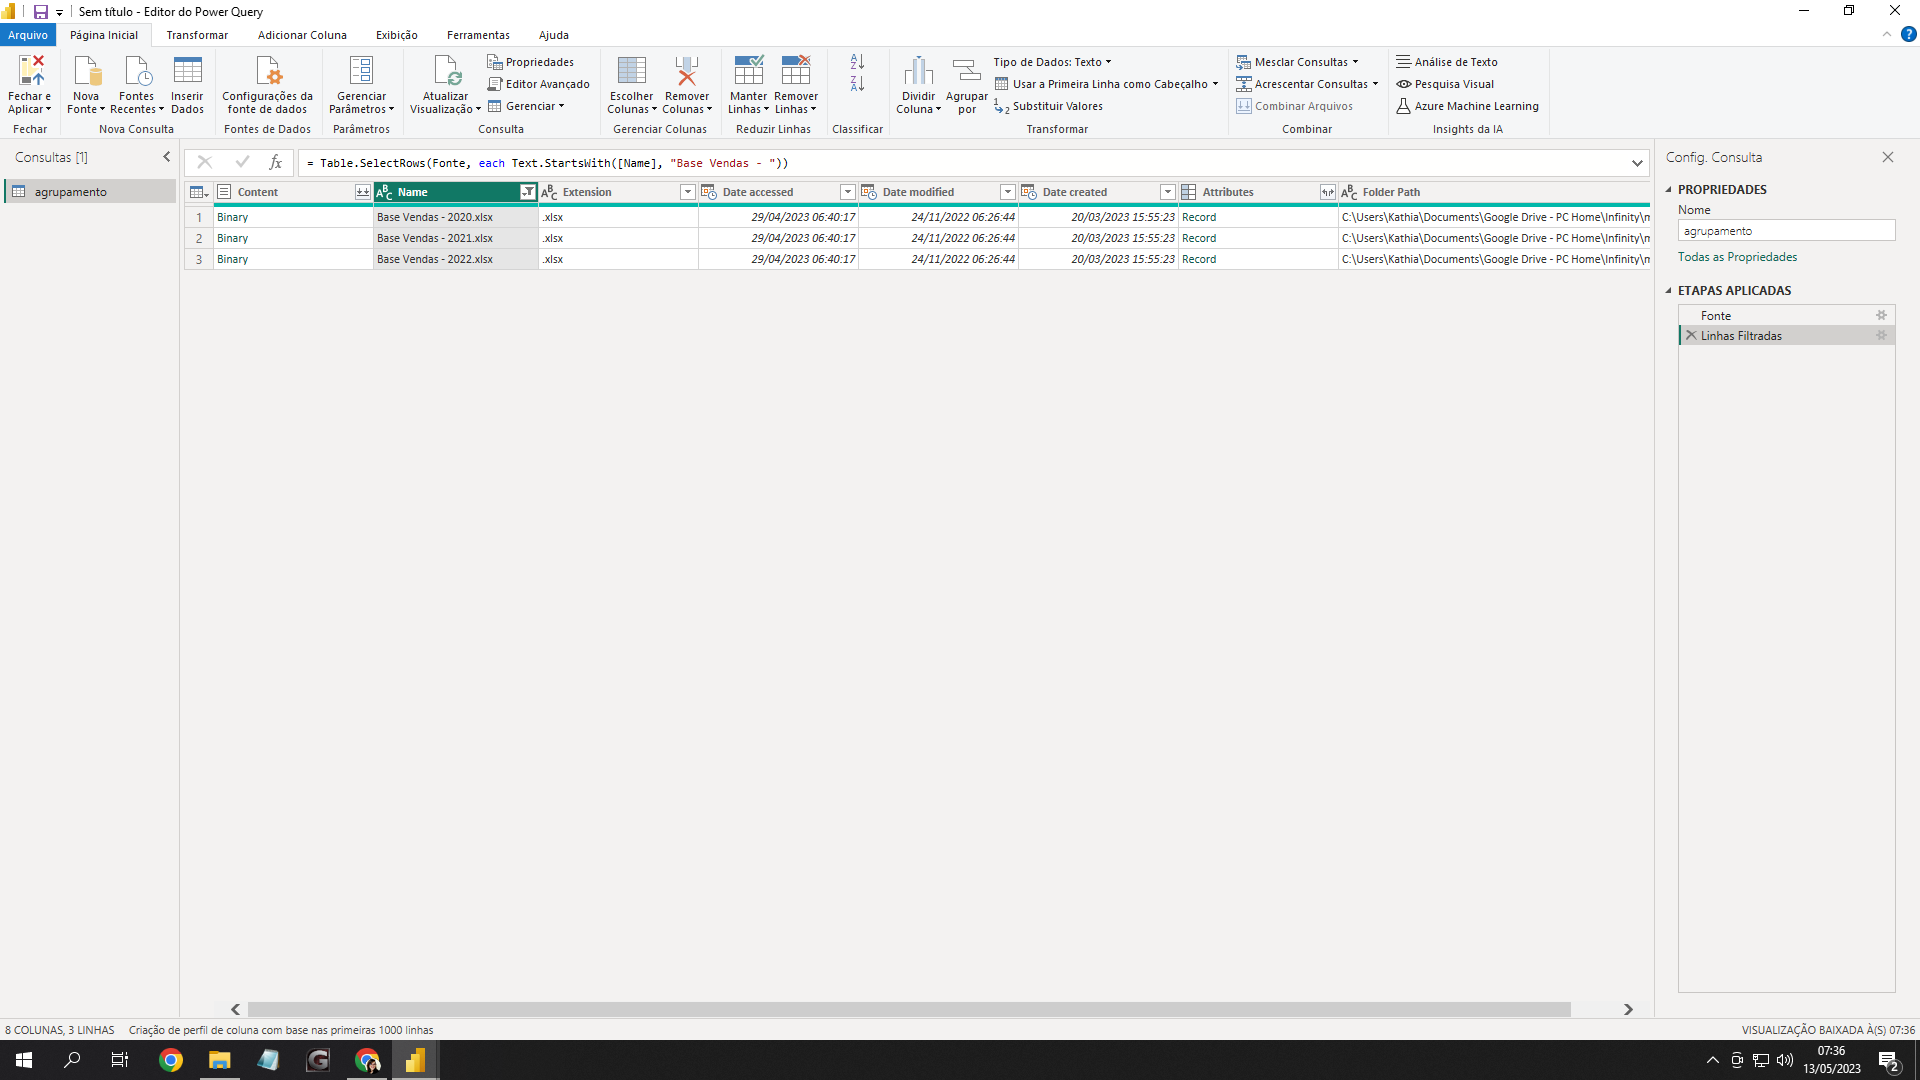 Sem título - Editor do Power Query
Arquivo Página Inicial Transformar Adicionar Coluna Exibição Ferramentas Ajuda
Fechar e Aplicar
Fechar
Nova Fonte
Fontes Recentes
Inserir Dados
Nova Consulta
Configurações da fonte de dados
Fontes de Dados
Gerenciar Parâmetros
Parâmetros
Atualizar Visualização
Propriedades
Editor Avançado
Gerenciar
Consulta
Escolher Colunas
Remover Colunas
Gerenciar Colunas
Manter Linhas
Remover Linhas
Reduzir Linhas
Classificar
Dividir Coluna
Agrupar por
Tipo de Dados: Texto
Usar a Primeira Linha como Cabeçalho
Substituir Valores
Transformar
Mesclar Consultas
Acrescentar Consultas
Combinar Arquivos
Combinar
Análise de Texto
Pesquisa Visual
Azure Machine Learning
Insights da IA
Consultas [1]
agrupamento
fx
= Table.SelectRows(Fonte, each Text.StartsWith([Name], "Base Vendas - "))
Content Name Extension Date accessed Date modified Date created Attributes Folder Path
1 Binary Base Vendas - 2020.xlsx .xlsx 29/04/2023 06:40:17 24/11/2022 06:26:44 20/03/2023 15:55:23 Record C:\Users\Kathia\Documents\Google Drive - PC Home\Infinity\m
2 Binary Base Vendas - 2021.xlsx .xlsx 29/04/2023 06:40:17 24/11/2022 06:26:44 20/03/2023 15:55:23 Record C:\Users\Kathia\Documents\Google Drive - PC Home\Infinity\m
3 Binary Base Vendas - 2022.xlsx .xlsx 29/04/2023 06:40:17 24/11/2022 06:26:44 20/03/2023 15:55:23 Record C:\Users\Kathia\Documents\Google Drive - PC Home\Infinity\m
Config. Consulta
PROPRIEDADES
Nome
agrupamento
Todas as Propriedades
ETAPAS APLICADAS
Fonte
Linhas Filtradas
8 COLUNAS, 3 LINHAS Criação de perfil de coluna com base nas primeiras 1000 linhas
VISUALIZAÇÃO BAIXADA À(S) 07:36
07:36
13/05/2023
2